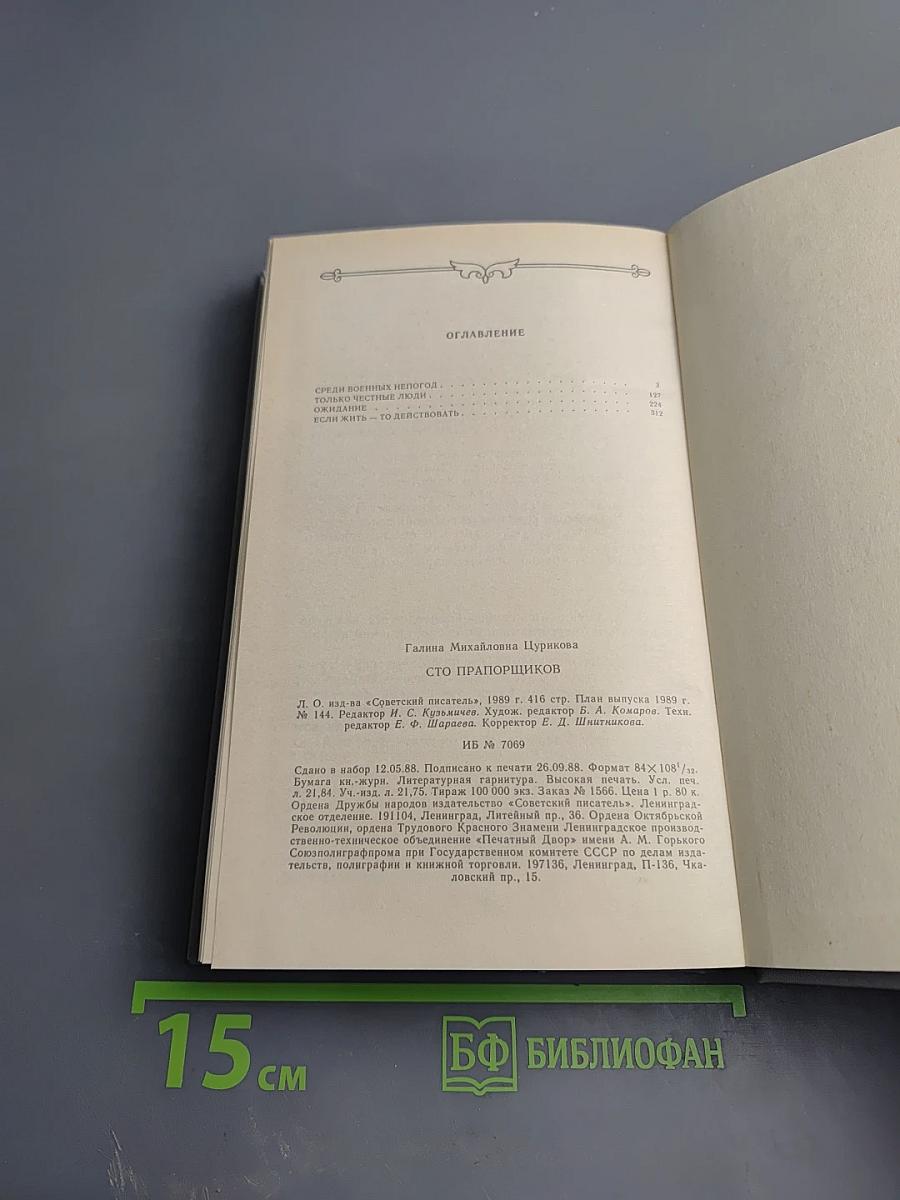 ОГЛАВЛЕНИЕ
СРЕДИ ВОЕННЫХ НЕПОГОД . . . . . . . . . . . . . . . 3
ТОЛЬКО ЧЕСТНЫЕ ЛЮДИ . . . . . . . . . . . . . . . 127
ОЖИДАНИЕ . . . . . . . . . . . . . . . 224
ЕСЛИ ЖИТЬ — ТО ДЕЙСТВОВАТЬ . . . . . . . . . . . . . . . 312
Галина Михайловна Цурикова
СТО ПРАПОРЩИКОВ
Л. О. изд-ва «Советский писатель», 1989 г. 416 стр. План выпуска 1989 г.
№ 144. Редактор И. С. Кузьмичев. Худож. редактор Б. А. Комаров. Техн.
редактор Е. Ф. Шараева. Корректор Е. Д. Шнитникова.
ИБ № 7069
Сдано в набор 12.05.88. Подписано к печати 26.09.88. Формат 84×108¹/₃₂.
Бумага кн.-журн. Литературная гарнитура. Высокая печать. Усл. печ.
л. 21,84. Уч.-изд. л. 21,75. Тираж 100 000 экз. Заказ № 1566. Цена 1 р. 80 к.
Ордена Дружбы народов издательство «Советский писатель». Ленинград-
ское отделение. 191104, Ленинград, Литейный пр., 36. Ордена Октябрьской
Революции, ордена Трудового Красного Знамени Ленинградское производ-
ственно-техническое объединение «Печатный Двор» имени А. М. Горького
Союзполиграфпрома при Государственном комитете СССР по делам изда-
тельств, полиграфии и книжной торговли. 197136, Ленинград, П-136, Чка-
ловский пр., 15.
15 см
БФ БИБЛИОФАН